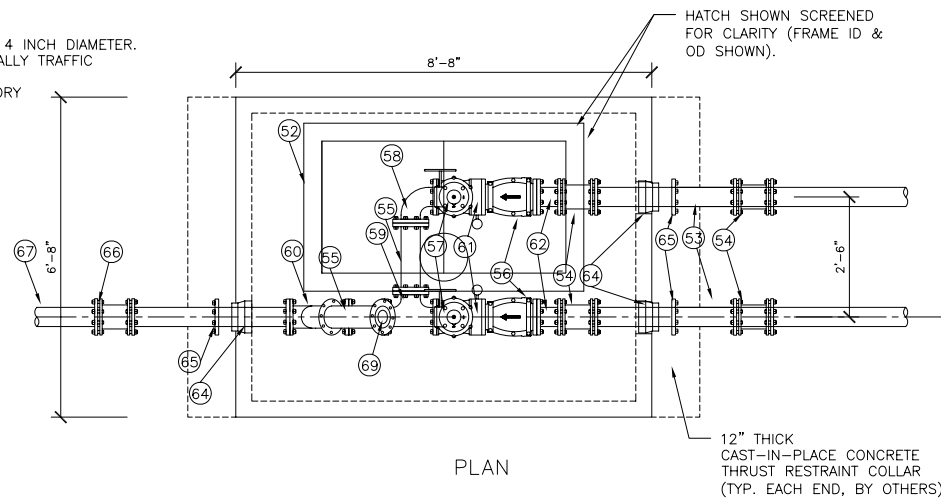 4 INCH DIAMETER.
ALLY TRAFFIC
ORY
HATCH SHOWN SCREENED
FOR CLARITY (FRAME ID &
OD SHOWN).
8'-8"
52
58
55
59
57
61
62
56
54
64
65
53
54
2'-6"
6'-8"
67
66
60
55
69
65
64
12" THICK
CAST-IN-PLACE CONCRETE
THRUST RESTRAINT COLLAR
(TYP. EACH END, BY OTHERS)
PLAN